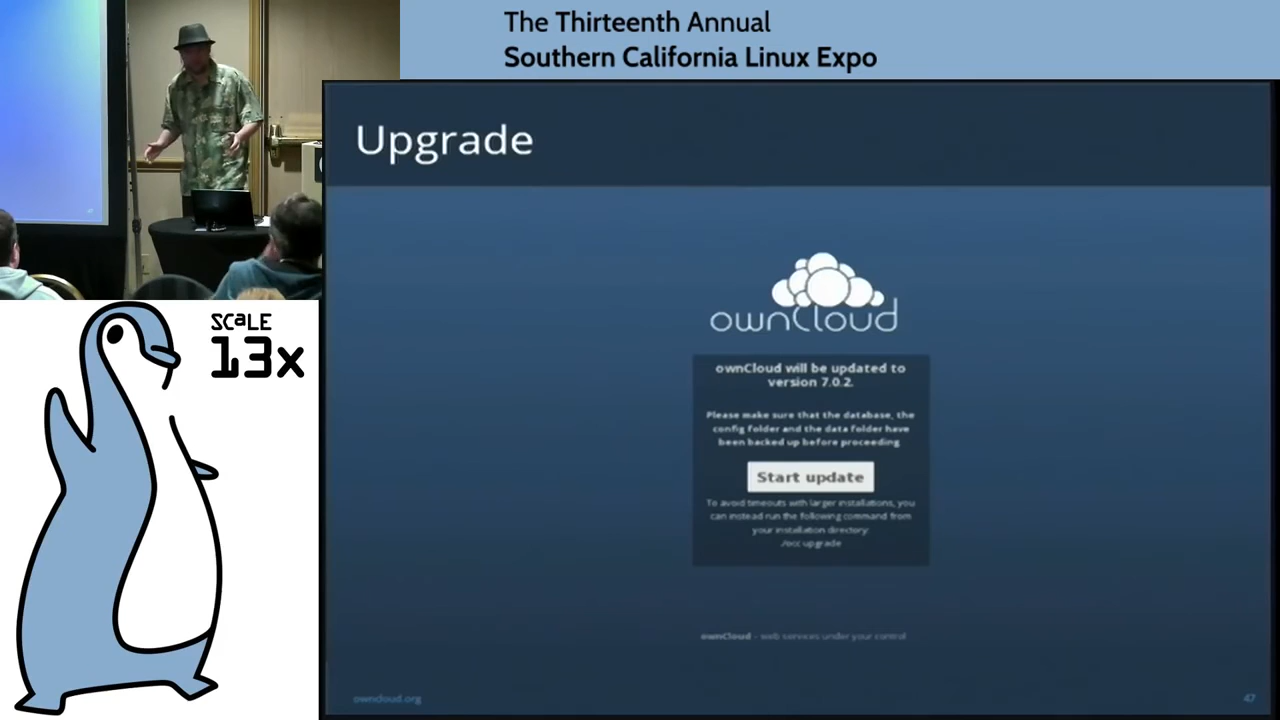 The Thirteenth Annual
Southern California Linux Expo
Upgrade
ownCloud
ownCloud will be updated to
version 7.0.2.
Please make sure that the database, the
config folder and the data folder have
been backed up before proceeding
Start update
To avoid timeouts with larger installations, you
can instead run the following command from
your installation directory:
./occ upgrade
ownCloud – web services under your control
owncloud.org
47
SCaLE
13x